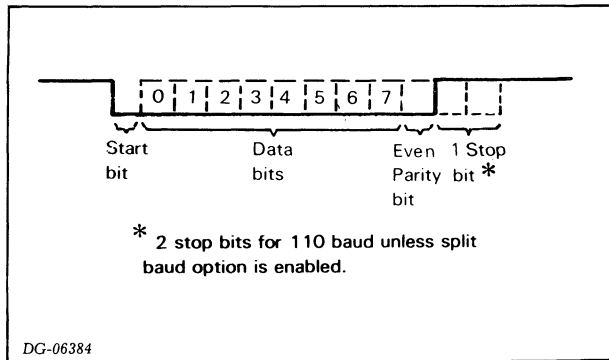 0 1 2 3 4 5 6 7
Start Data Even 1 Stop
bit bits Parity bit *
bit
* 2 stop bits for 110 baud unless split
baud option is enabled.
DG-06384